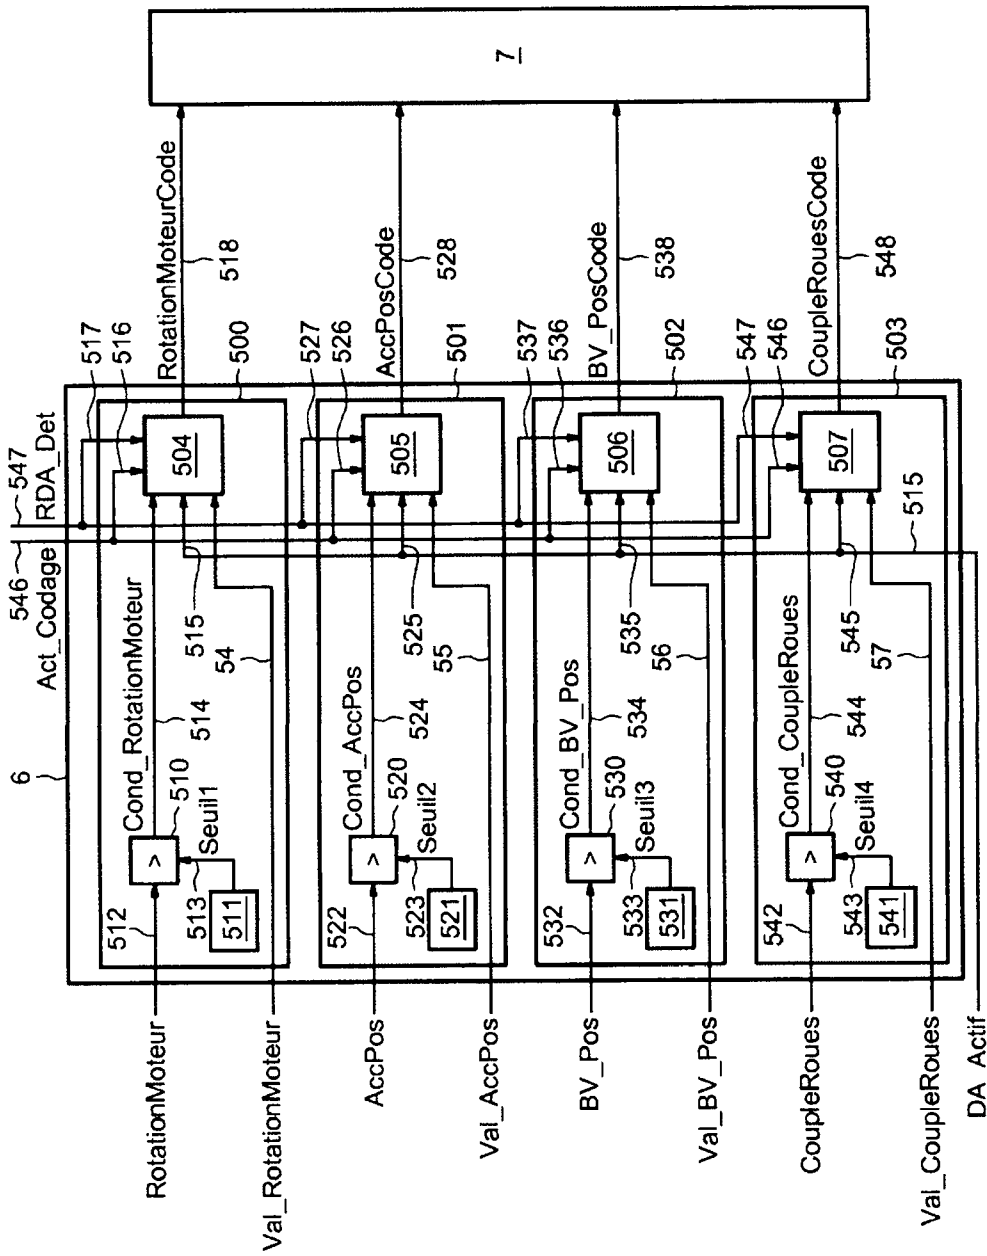 7
RotationMoteurCode
518
AccPosCode
528
BV_PosCode
538
CoupleRouesCode
548
517
516
500
527
526
501
537
536
502
547
546
503
547
RDA_Det
546
Act_Codage
504
505
506
507
515
6
Cond_RotationMoteur
514
515
54
510
Seuil1
512
513
511
Cond_AccPos
524
525
55
520
Seuil2
522
523
521
Cond_BV_Pos
534
535
56
530
Seuil3
532
533
531
Cond_CoupleRoues
544
545
57
540
Seuil4
542
543
541
>
>
>
>
RotationMoteur
Val_RotationMoteur
AccPos
Val_AccPos
BV_Pos
Val_BV_Pos
CoupleRoues
Val_CoupleRoues
DA_Actif